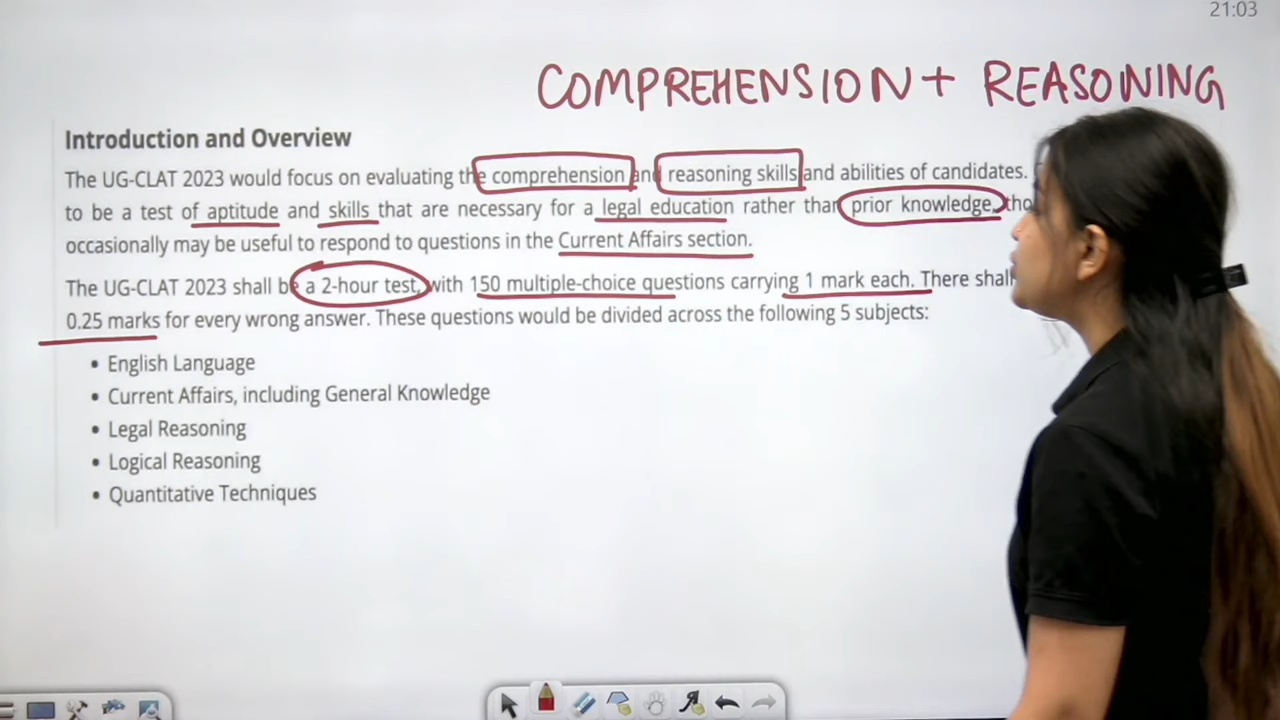 21:03
COMPREHENSION + REASONING
Introduction and Overview
The UG-CLAT 2023 would focus on evaluating the comprehension and reasoning skills and abilities of candidates.
to be a test of aptitude and skills that are necessary for a legal education rather than prior knowledge, tho
occasionally may be useful to respond to questions in the Current Affairs section.
The UG-CLAT 2023 shall be a 2-hour test, with 150 multiple-choice questions carrying 1 mark each. There shall
0.25 marks for every wrong answer. These questions would be divided across the following 5 subjects:
• English Language
• Current Affairs, including General Knowledge
• Legal Reasoning
• Logical Reasoning
• Quantitative Techniques